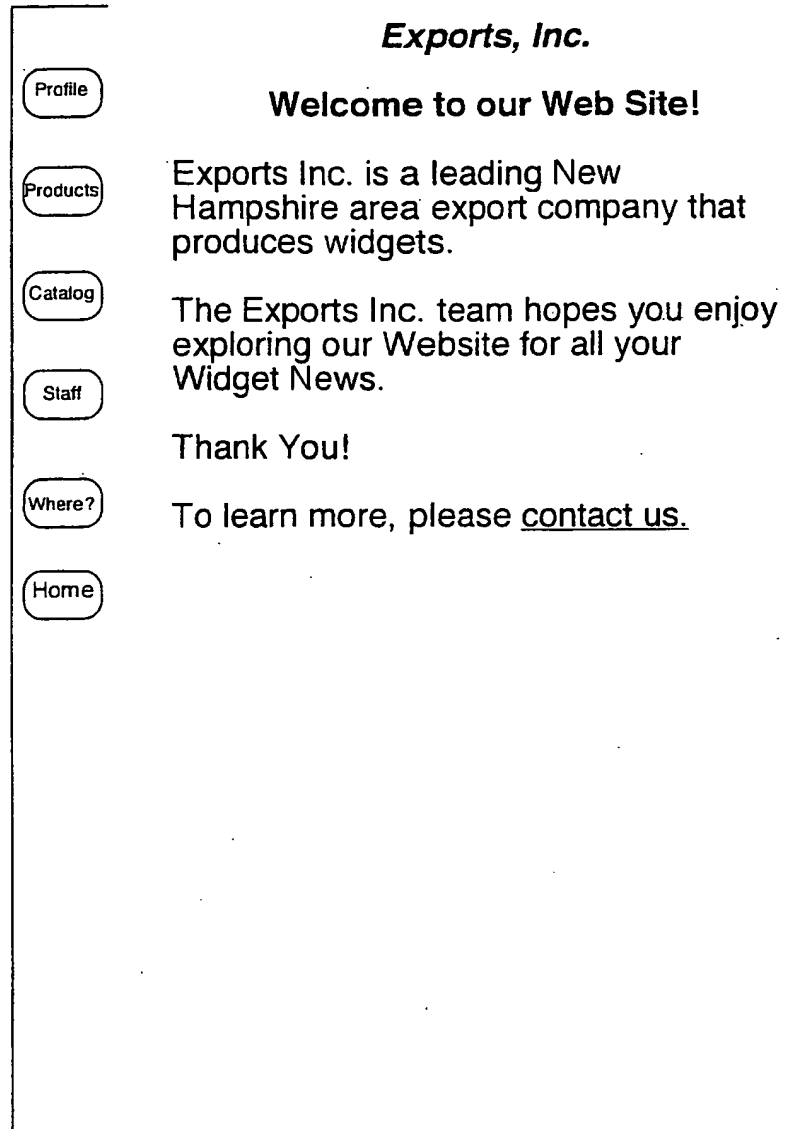 Exports, Inc.
Welcome to our Web Site!
Profile
Products
Catalog
Staff
Where?
Home
Exports Inc. is a leading New
Hampshire area export company that
produces widgets.
The Exports Inc. team hopes you enjoy
exploring our Website for all your
Widget News.
Thank You!
To learn more, please contact us.